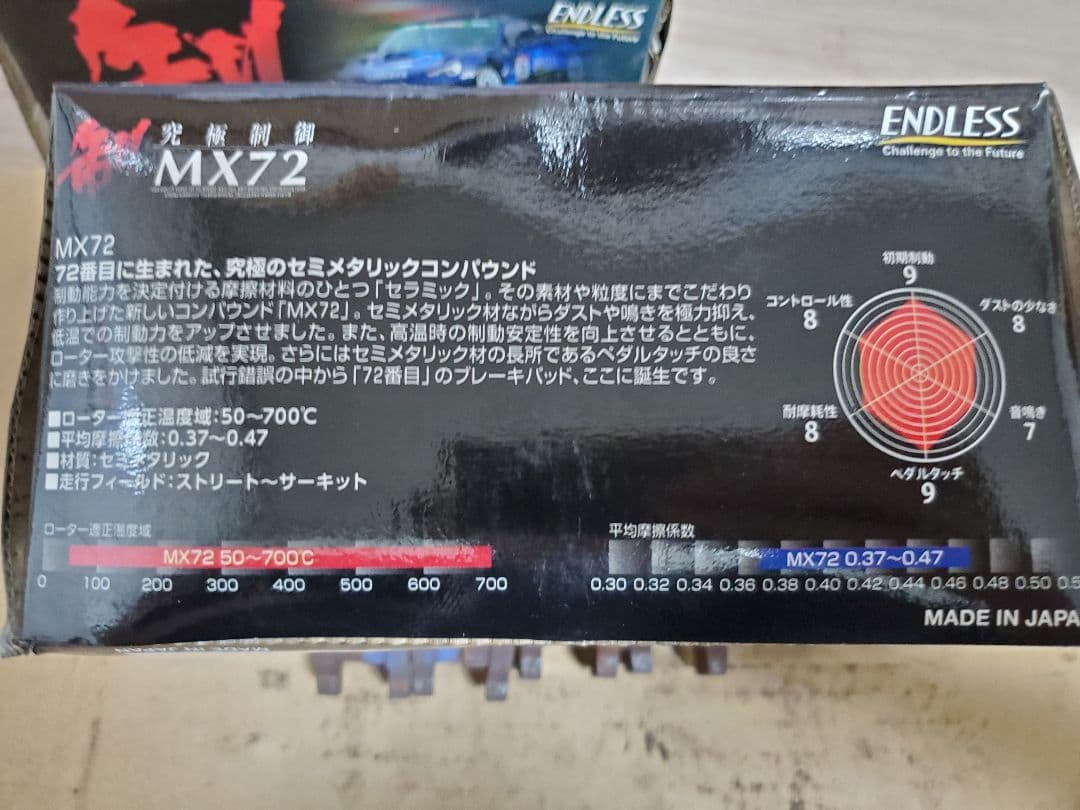 ENDLESS
Challenge to the Future
究極制御
MX72
ENDLESS
Challenge to the Future
MX72
72番目に生まれた、究極のセミメタリックコンパウンド
制動能力を決定付ける摩擦材料のひとつ「セラミック」。その素材や粒度にまでこだわり
作り上げた新しいコンパウンド「MX72」。セミメタリック材ながらダストや鳴きを極力抑え、
低温での制動力をアップさせました。また、高温時の制動安定性を向上させるとともに、
ローター攻撃性の低減を実現。さらにはセミメタリック材の長所であるペダルタッチの良さ
に磨きをかけました。試行錯誤の中から「72番目」のブレーキパッド、ここに誕生です。
■ローター適正温度域：50〜700℃
■平均摩擦係数：0.37〜0.47
■材質：セミメタリック
■走行フィールド：ストリート〜サーキット
初期制動
9
コントロール性
8
ダストの少なさ
8
耐摩耗性
8
音鳴き
7
ペダルタッチ
9
ローター適正温度域
MX72 50〜700℃
0 100 200 300 400 500 600 700
平均摩擦係数
MX72 0.37〜0.47
0.30 0.32 0.34 0.36 0.38 0.40 0.42 0.44 0.46 0.48 0.50 0.5
MADE IN JAPA
MADE IN JAPAN